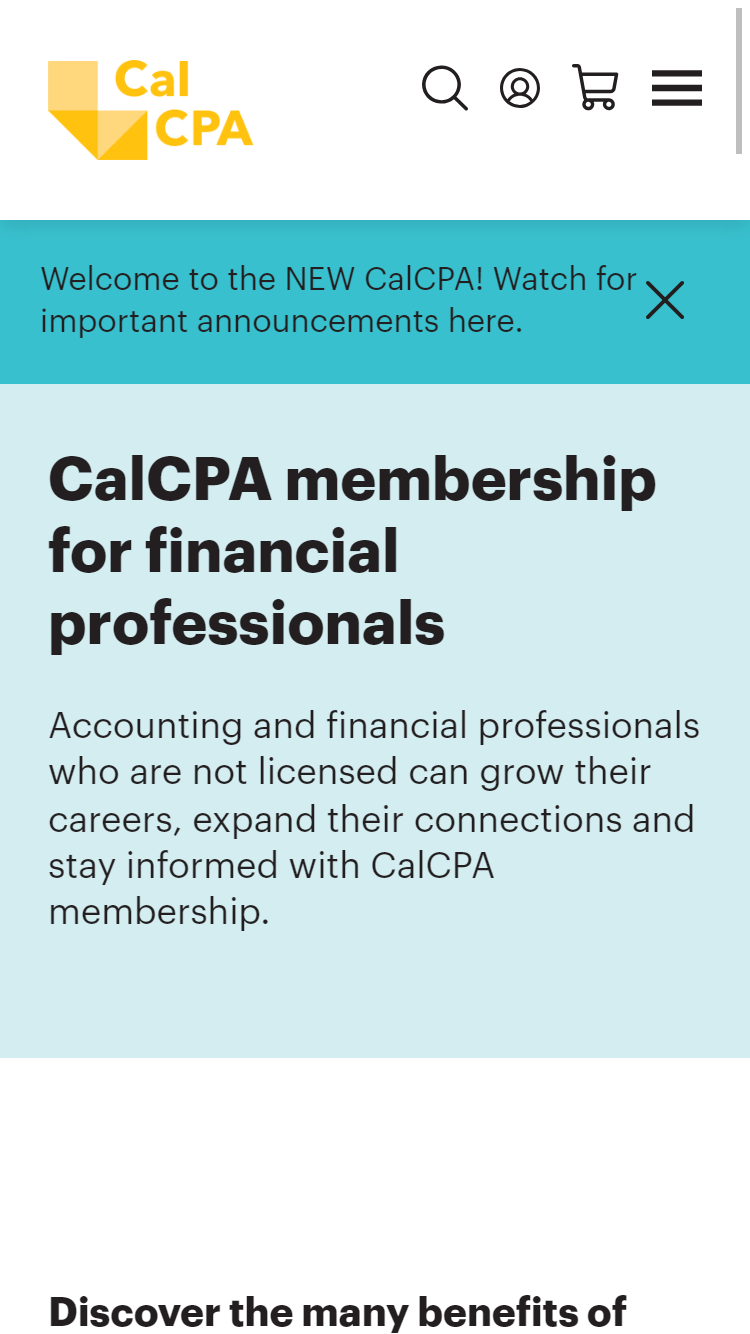 Cal
CPA
Welcome to the NEW CalCPA! Watch for
important announcements here.
CalCPA membership
for financial
professionals
Accounting and financial professionals
who are not licensed can grow their
careers, expand their connections and
stay informed with CalCPA
membership.
Discover the many benefits of